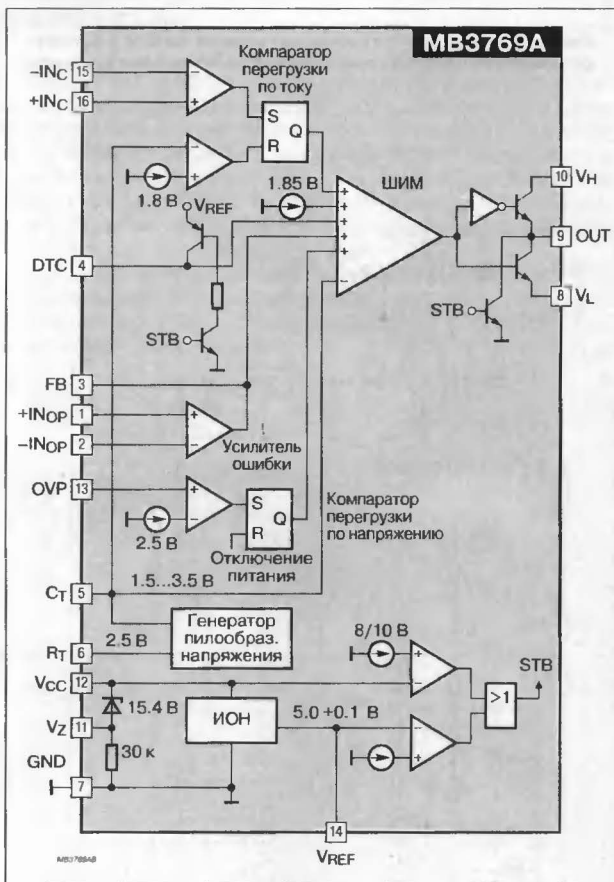 MB3769A
Компаратор
перегрузки
по току
–INC 15
+INC 16
S
Q
R
1.8 В
VREF
1.85 В
ШИМ
10 VH
9 OUT
8 VL
DTC 4
STB
STB
FB 3
+INOP 1
–INOP 2
Усилитель
ошибки
OVP 13
S
Q
R
2.5 В
Отключение
питания
Компаратор
перегрузки
по напряжению
CT 5
1.5...3.5 В
2.5 В
Генератор
пилообраз.
напряжения
RT 6
8/10 В
STB
>1
VCC 12
15.4 В
ИОН
5.0 +0.1 В
VZ 11
30 к
GND
7
14
VREF